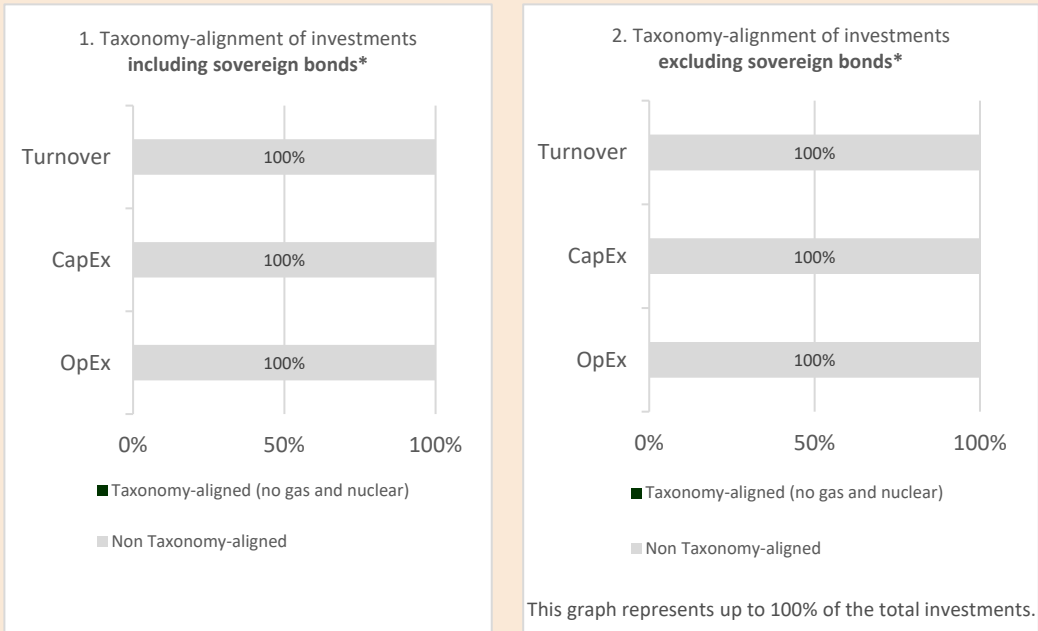 1. Taxonomy-alignment of investments
including sovereign bonds*
Turnover
100%
CapEx
100%
OpEx
100%
0%
50%
100%
Taxonomy-aligned (no gas and nuclear)
Non Taxonomy-aligned
2. Taxonomy-alignment of investments
excluding sovereign bonds*
Turnover
100%
CapEx
100%
OpEx
100%
0%
50%
100%
Taxonomy-aligned (no gas and nuclear)
Non Taxonomy-aligned
This graph represents up to 100% of the total investments.